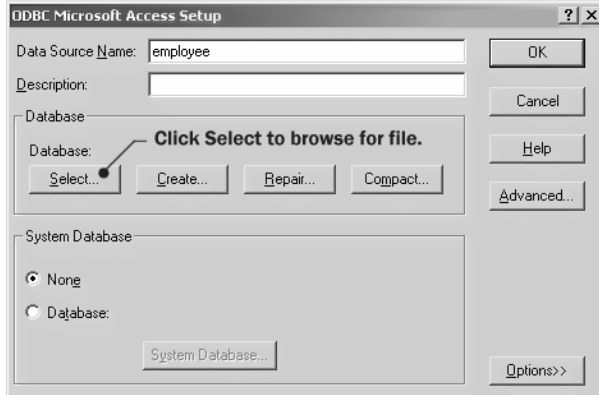 ODBC Microsoft Access Setup
? X
Data Source Name: employee
OK
Description:
Cancel
Database
Click Select to browse for file.
Database:
Help
Select... Create... Repair... Compact...
Advanced...
System Database
None
Database:
System Database...
Options>>